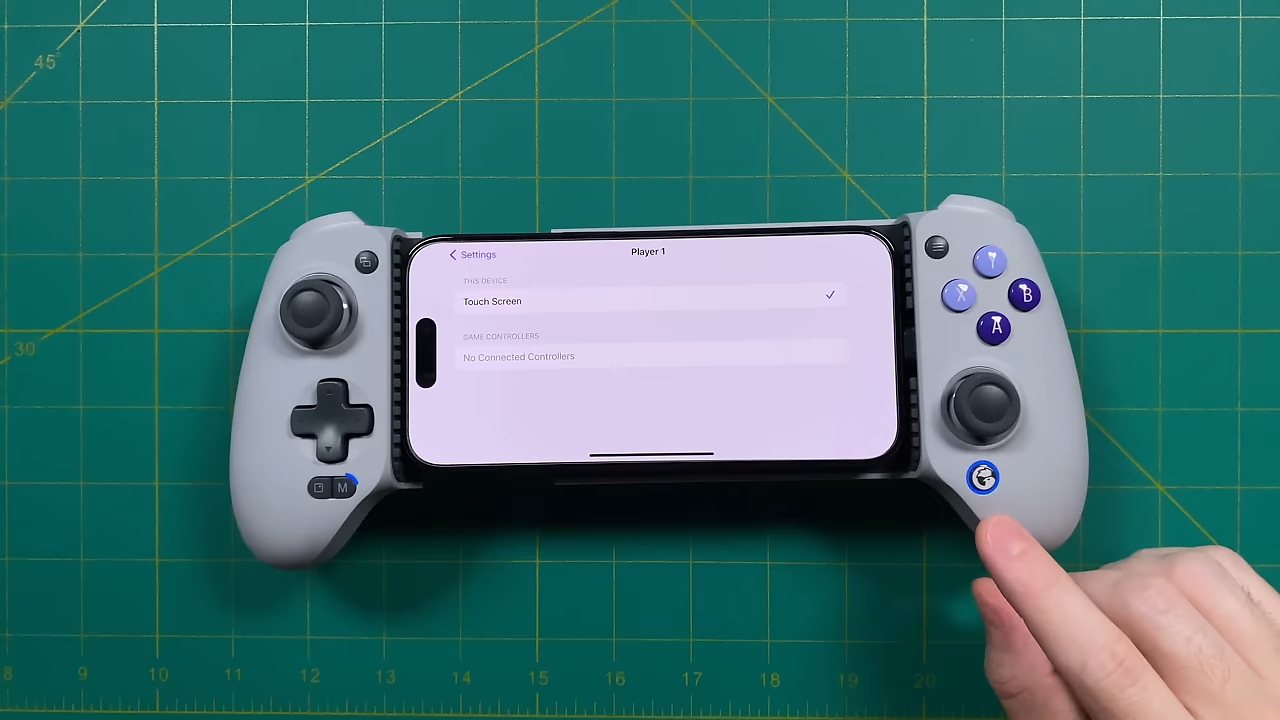 45°
30
Settings
Player 1
THIS DEVICE
Touch Screen
GAME CONTROLLERS
No Connected Controllers
Y
X
B
A
M
8 9 10 11 12 13 14 15 16 17 18 19 20